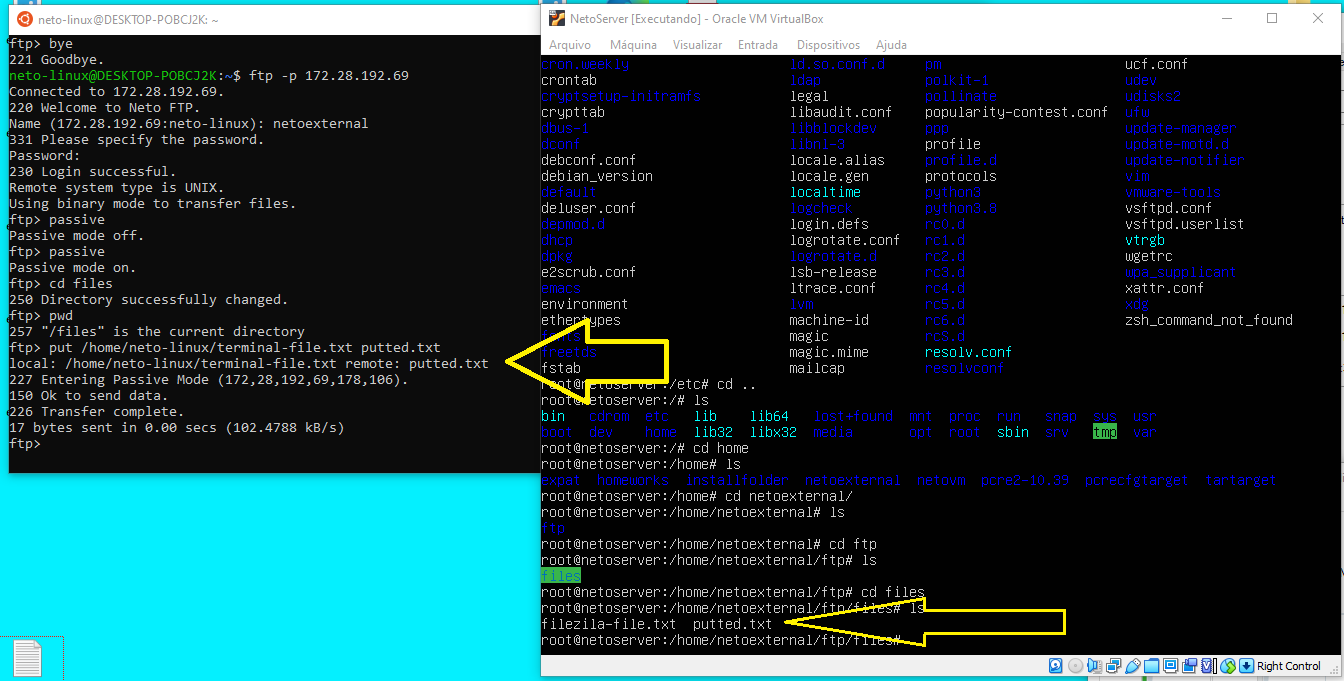 neto-linux@DESKTOP-POBCJ2K: ~
ftp> bye
221 Goodbye.
neto-linux@DESKTOP-POBCJ2K:~$ ftp -p 172.28.192.69
Connected to 172.28.192.69.
220 Welcome to Neto FTP.
Name (172.28.192.69:neto-linux): netoexternal
331 Please specify the password.
Password:
230 Login successful.
Remote system type is UNIX.
Using binary mode to transfer files.
ftp> passive
Passive mode off.
ftp> passive
Passive mode on.
ftp> cd files
250 Directory successfully changed.
ftp> pwd
257 "/files" is the current directory
ftp> put /home/neto-linux/terminal-file.txt putted.txt
local: /home/neto-linux/terminal-file.txt remote: putted.txt
227 Entering Passive Mode (172,28,192,69,178,106).
150 Ok to send data.
226 Transfer complete.
17 bytes sent in 0.00 secs (102.4788 kB/s)
ftp>
NetoServer [Executando] - Oracle VM VirtualBox
Arquivo Máquina Visualizar Entrada Dispositivos Ajuda
cron.weekly ld.so.conf.d pm ucf.conf
crontab ldap polkit-1 udev
cryptsetup-initramfs legal pollinate udisks2
crypttab libaudit.conf popularity-contest.conf ufw
dbus-1 libblockdev ppp update-manager
dconf libnl-3 profile update-motd.d
debconf.conf locale.alias profile.d update-notifier
debian_version locale.gen protocols vim
default localtime python3 vmware-tools
deluser.conf logcheck python3.8 vsftpd.conf
depmod.d login.defs rc0.d vsftpd.userlist
dhcp logrotate.conf rc1.d vtrgb
dpkg logrotate.d rc2.d wgetrc
e2scrub.conf lsb-release rc3.d wpa_supplicant
emacs ltrace.conf rc4.d xattr.conf
environment lvm rc5.d xdg
ethertypes machine-id rc6.d zsh_command_not_found
fonts magic rcS.d
freetds magic.mime resolv.conf
fstab mailcap resolvconf
root@netoserver:/etc# cd ..
root@netoserver:/# ls
bin cdrom etc lib lib64 lost+found mnt proc run snap sys usr
boot dev home lib32 libx32 media opt root sbin srv tmp var
root@netoserver:/# cd home
root@netoserver:/home# ls
expat homeworks installfolder netoexternal netovm pcre2-10.39 pcrecfgtarget tartarget
root@netoserver:/home# cd netoexternal/
root@netoserver:/home/netoexternal# ls
ftp
root@netoserver:/home/netoexternal# cd ftp
root@netoserver:/home/netoexternal/ftp# ls
files
root@netoserver:/home/netoexternal/ftp# cd files
root@netoserver:/home/netoexternal/ftp/files# ls
filezila-file.txt putted.txt
root@netoserver:/home/netoexternal/ftp/files#
Right Control